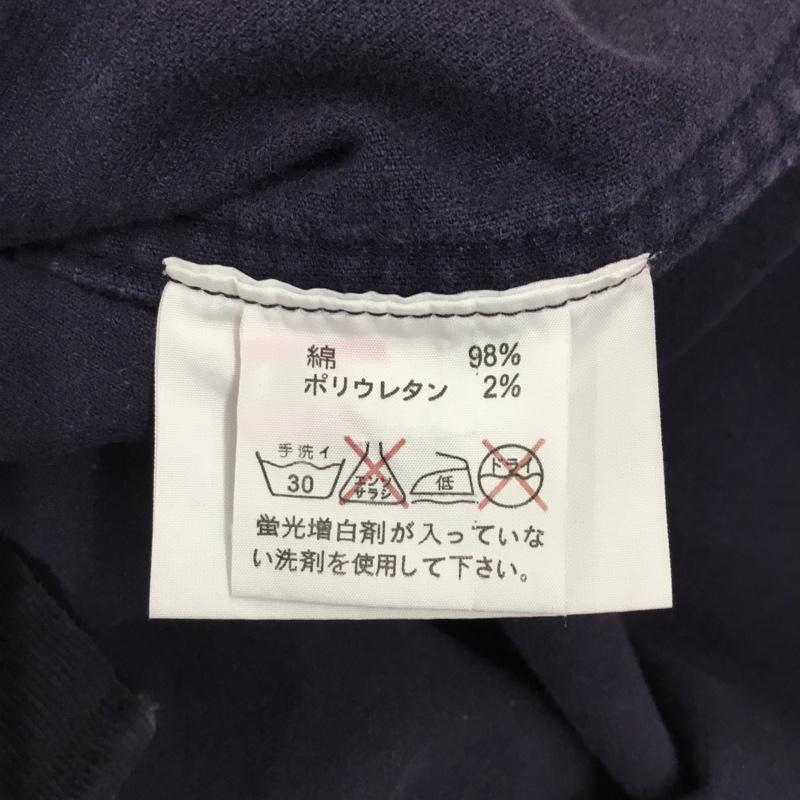 綿 98%
ポリウレタン 2%
手洗イ
30
エンソ
サラシ
低
ドライ
蛍光増白剤が入っていな
い洗剤を使用して下さい。